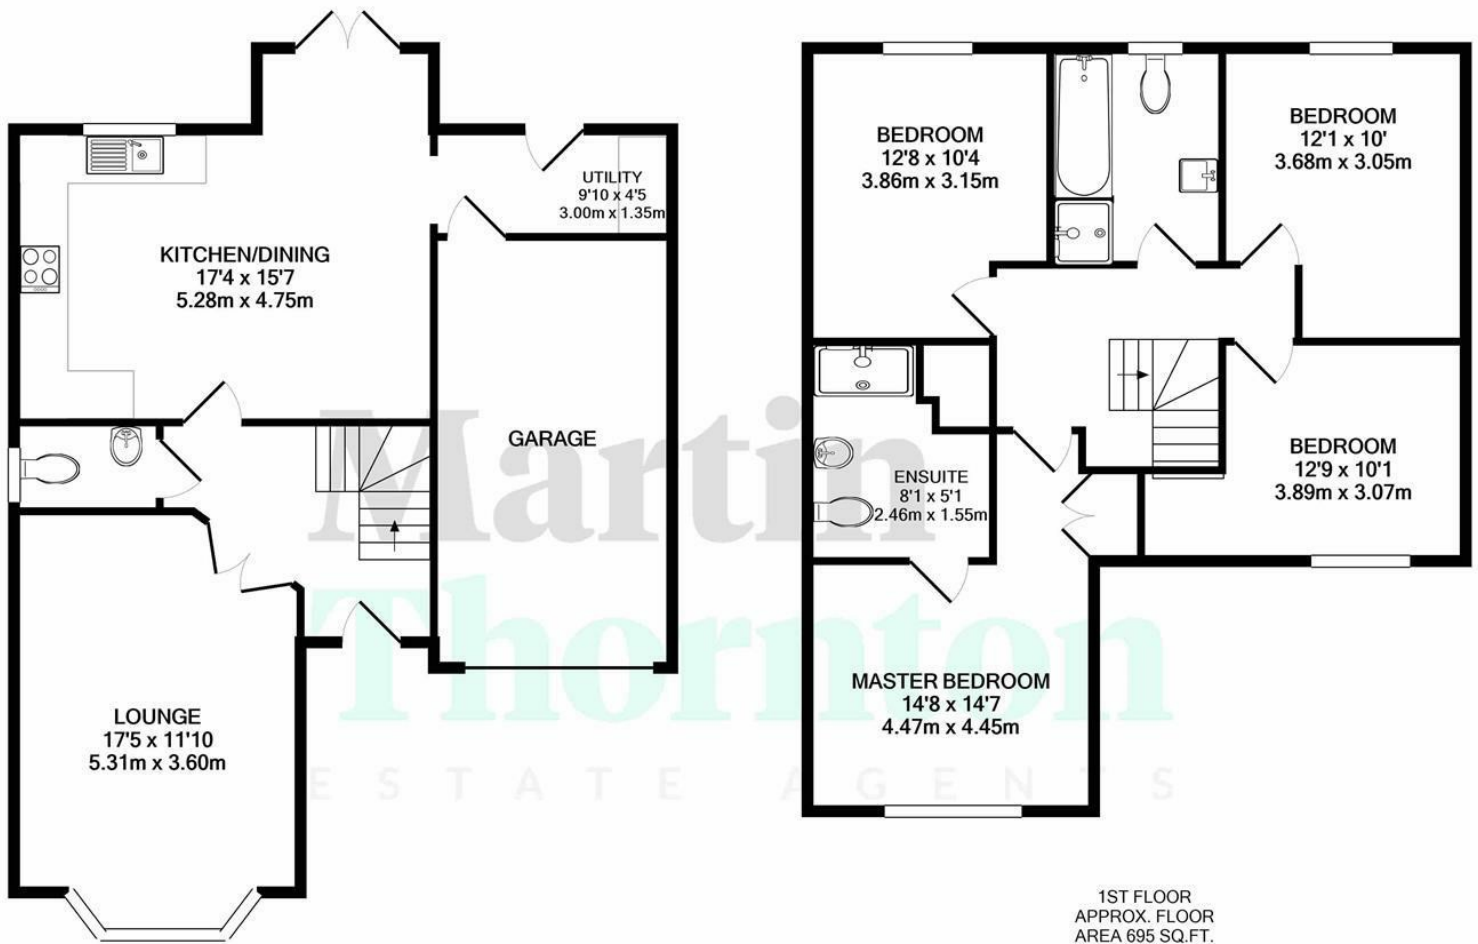 KITCHEN/DINING
17'4 x 15'7
5.28m x 4.75m
UTILITY
9'10 x 4'5
3.00m x 1.35m
GARAGE
LOUNGE
17'5 x 11'10
5.31m x 3.60m
BEDROOM
12'8 x 10'4
3.86m x 3.15m
BEDROOM
12'1 x 10'
3.68m x 3.05m
ENSUITE
8'1 x 5'1
2.46m x 1.55m
BEDROOM
12'9 x 10'1
3.89m x 3.07m
MASTER BEDROOM
14'8 x 14'7
4.47m x 4.45m
Martin
Thornton
ESTATE AGENTS
1ST FLOOR
APPROX. FLOOR
AREA 695 SQ.FT.